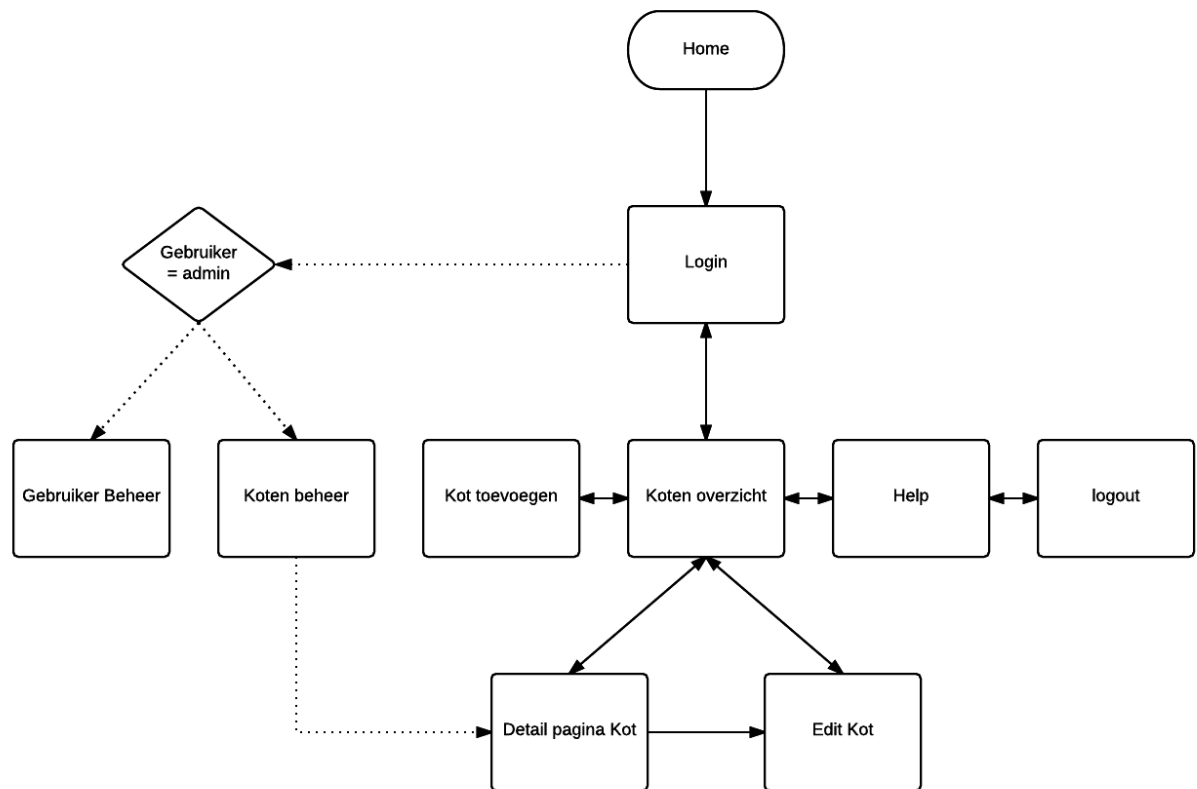 Home
Login
Gebruiker
= admin
Gebruiker Beheer
Koten beheer
Kot toevoegen
Koten overzicht
Help
logout
Detail pagina Kot
Edit Kot